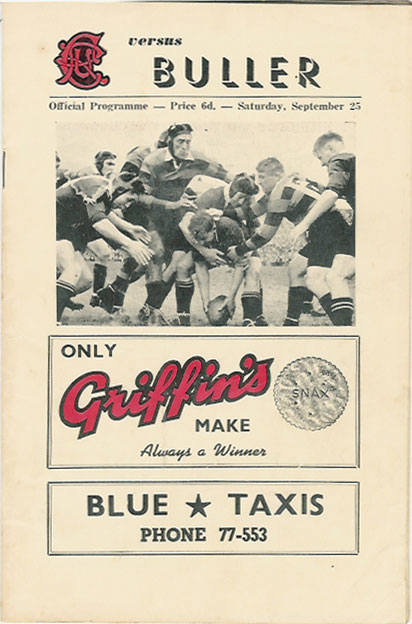 versus
BULLER
Official Programme — Price 6d. — Saturday, September 25
ONLY
Griffin's
SNAX
MAKE
Always a Winner
BLUE ★ TAXIS
PHONE 77-553